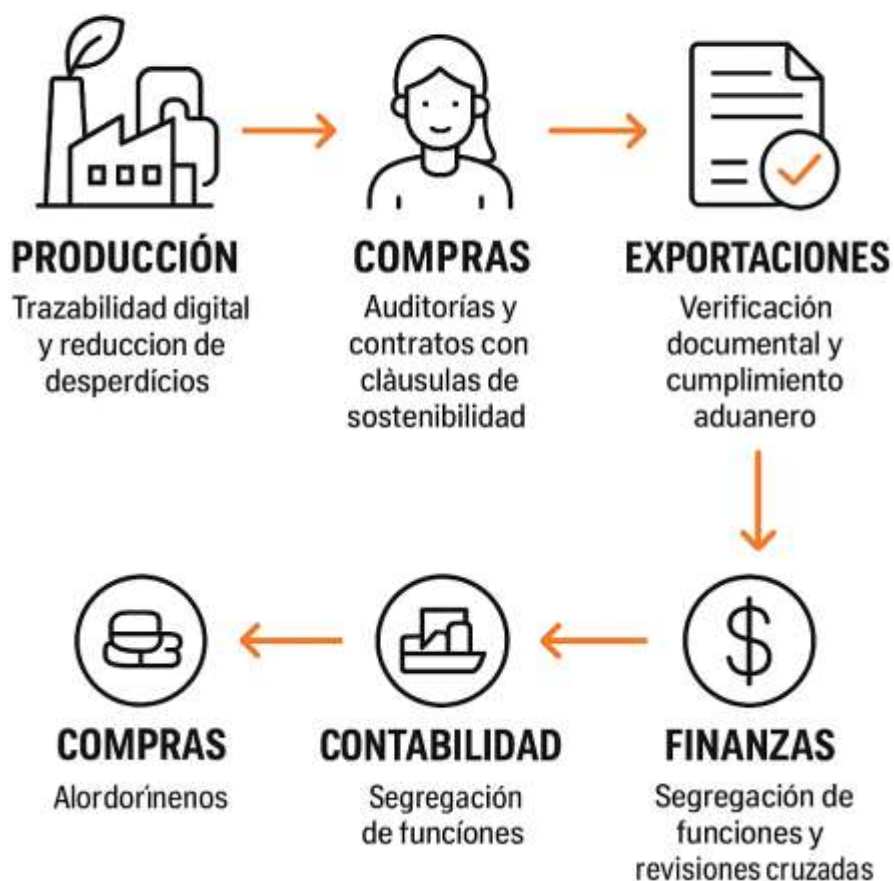 PRODUCCIÓN
Trazabilidad digital
y reduccion de
desperdícios
COMPRAS
Auditorías y
contratos con
clàusulas de
sostenibilidad
EXPORTACIONES
Verificación
documental y
cumplimiento
aduanero
COMPRAS
Alordorínenos
CONTABILIDAD
Segregación
de funcíones
FINANZAS
Segregación de
funciones y
revisiones cruzadas